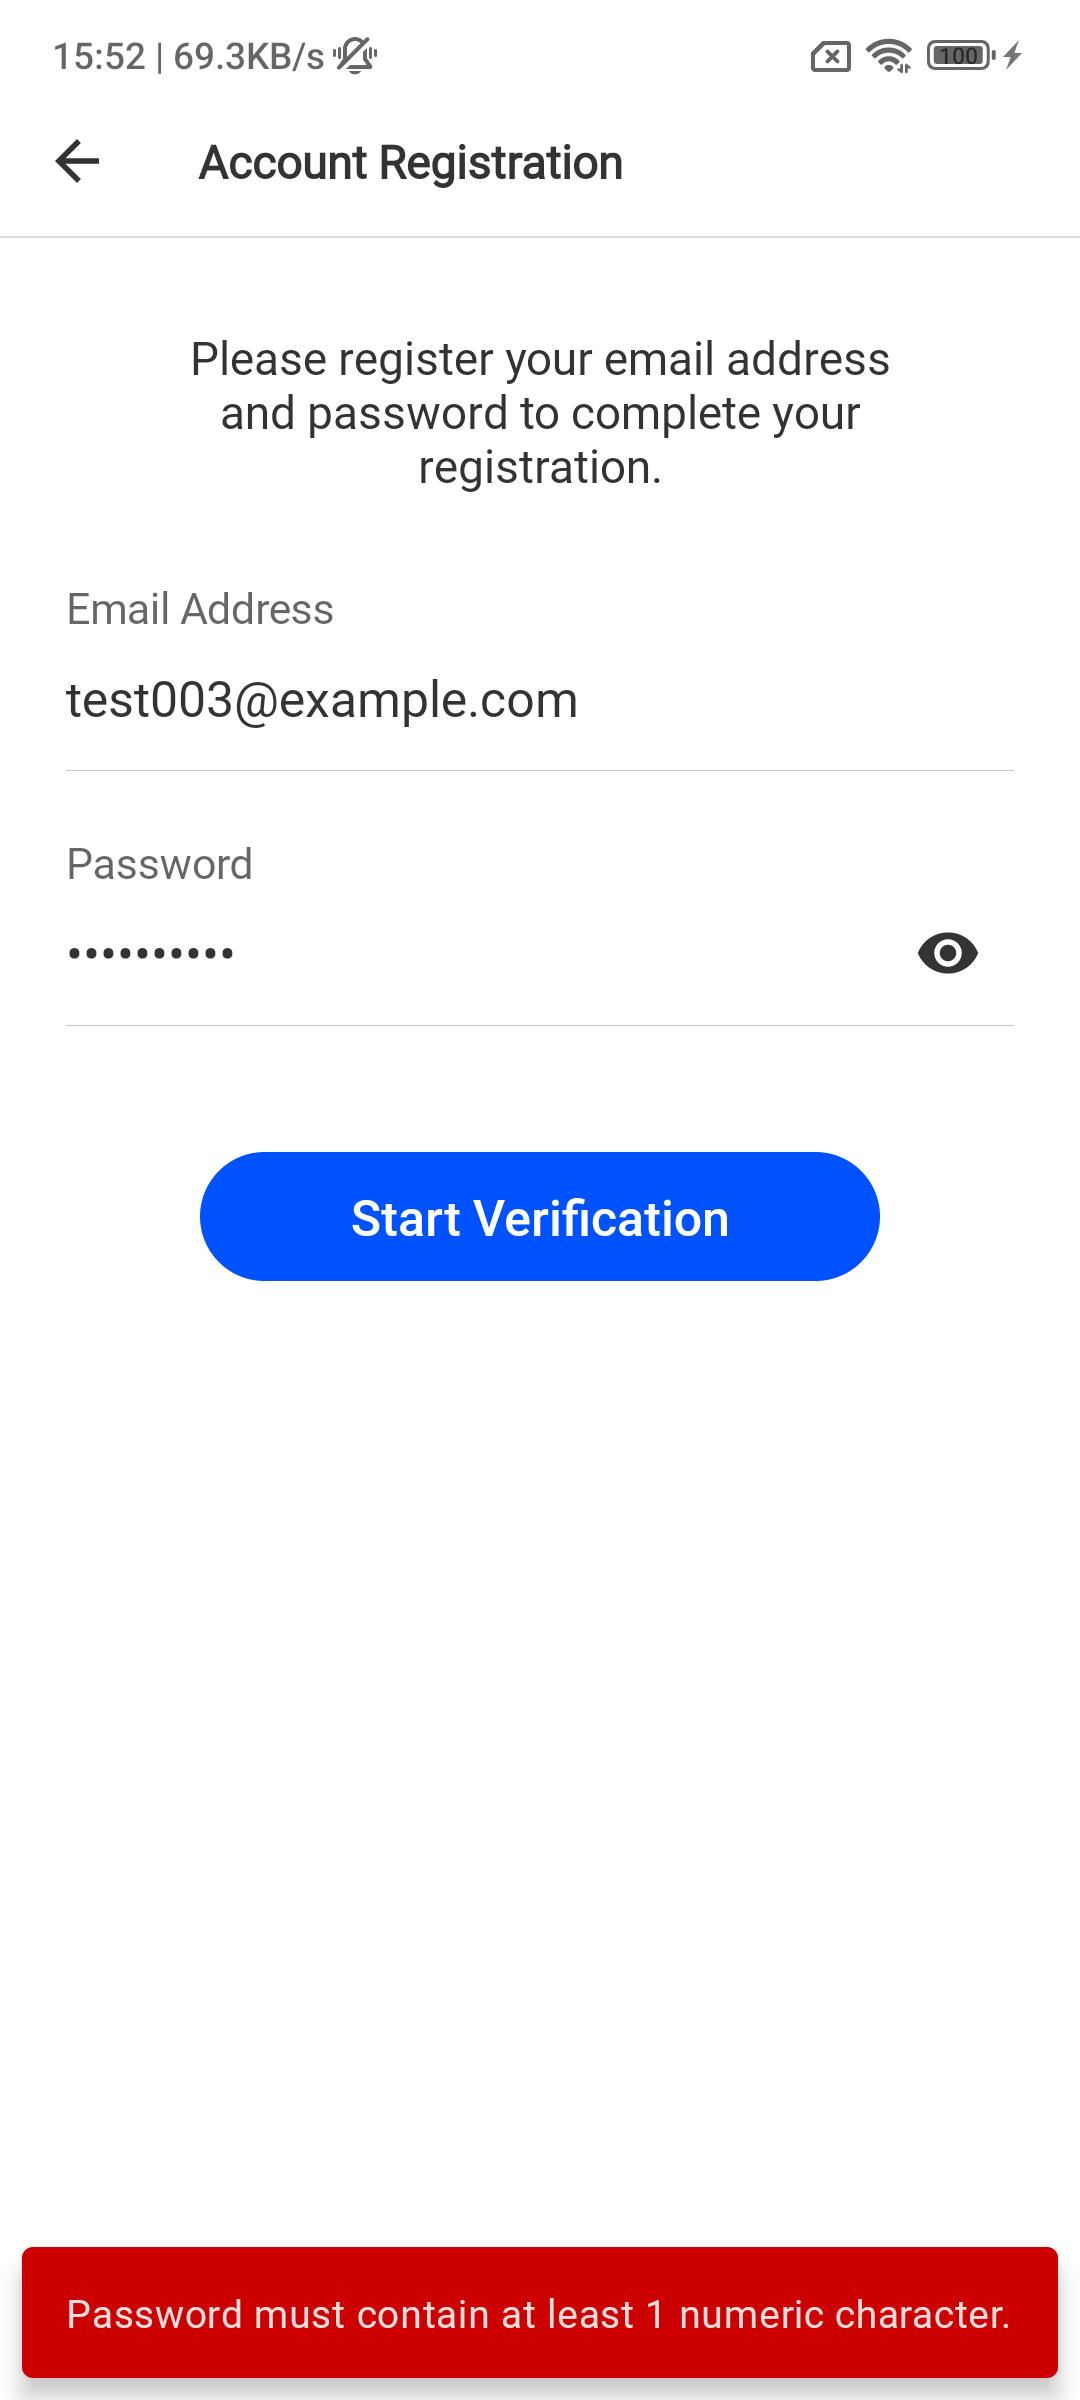 15:52 | 69.3KB/s
100
Account Registration
Please register your email address
and password to complete your
registration.
Email Address
test003@example.com
Password
••••••••••
Start Verification
Password must contain at least 1 numeric character.